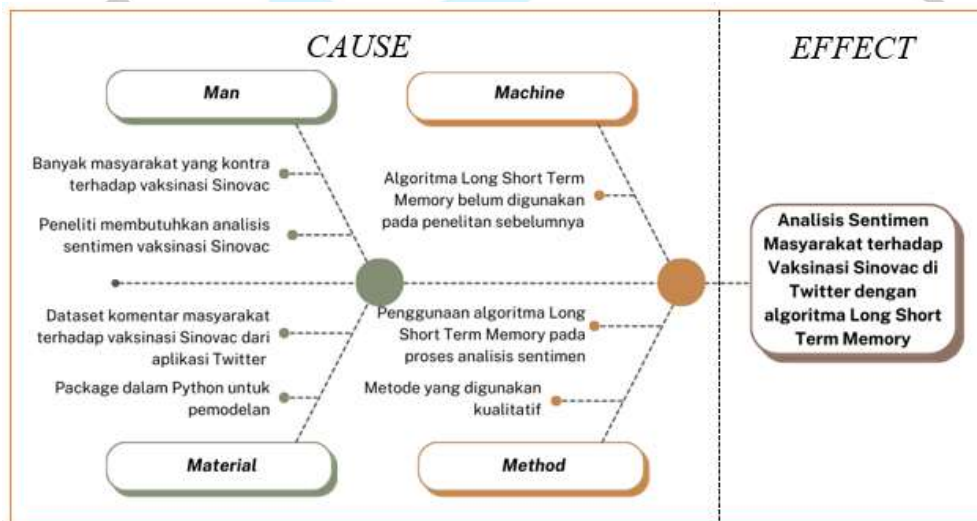 CAUSE
EFFECT
Man
Machine
Banyak masyarakat yang kontra
terhadap vaksinasi Sinovac
Peneliti membutuhkan analisis
sentimen vaksinasi Sinovac
Algoritma Long Short Term
Memory belum digunakan
pada penelitan sebelumnya
Dataset komentar masyarakat
terhadap vaksinasi Sinovac dari
aplikasi Twitter
Package dalam Python untuk
pemodelan
Penggunaan algoritma Long
Short Term Memory pada
proses analisis sentimen
Metode yang digunakan
kualitatif
Material
Method
Analisis Sentimen
Masyarakat terhadap
Vaksinasi Sinovac di
Twitter dengan
algoritma Long Short
Term Memory